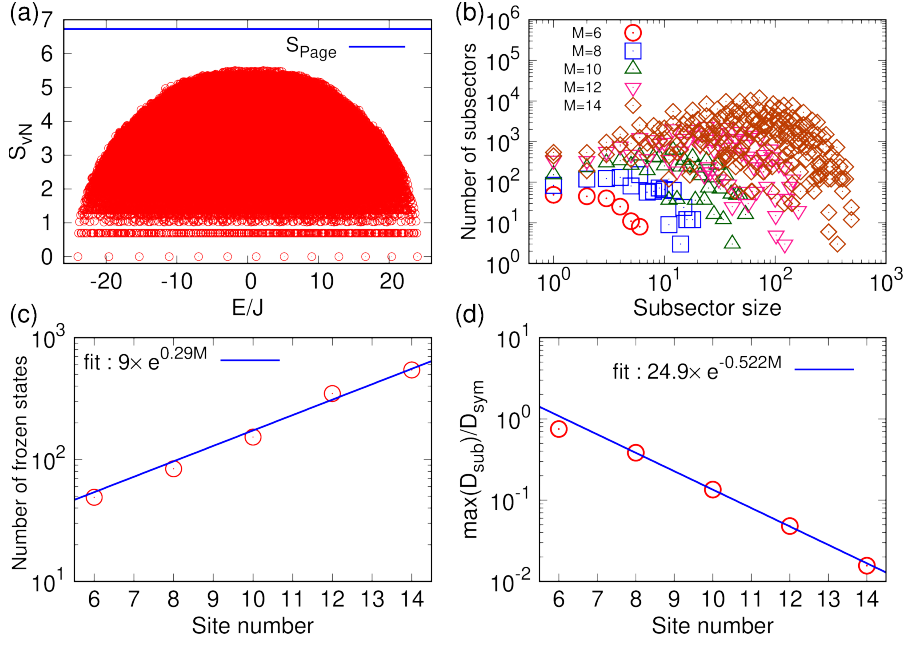 (a)
7
6
5
4
3
2
1
0
S_vN
S_Page
-20 -10 0 10 20
E/J
(b)
10^6
10^5
10^4
10^3
10^2
10^1
10^0
Number of subsectors
M=6
M=8
M=10
M=12
M=14
10^0 10^1 10^2 10^3
Subsector size
(c)
10^3
10^2
10^1
Number of frozen states
fit : 9× e^0.29M
6 7 8 9 10 11 12 13 14
Site number
(d)
10^1
10^0
10^-1
10^-2
max(D_sub)/D_sym
fit : 24.9× e^-0.522M
6 7 8 9 10 11 12 13 14
Site number